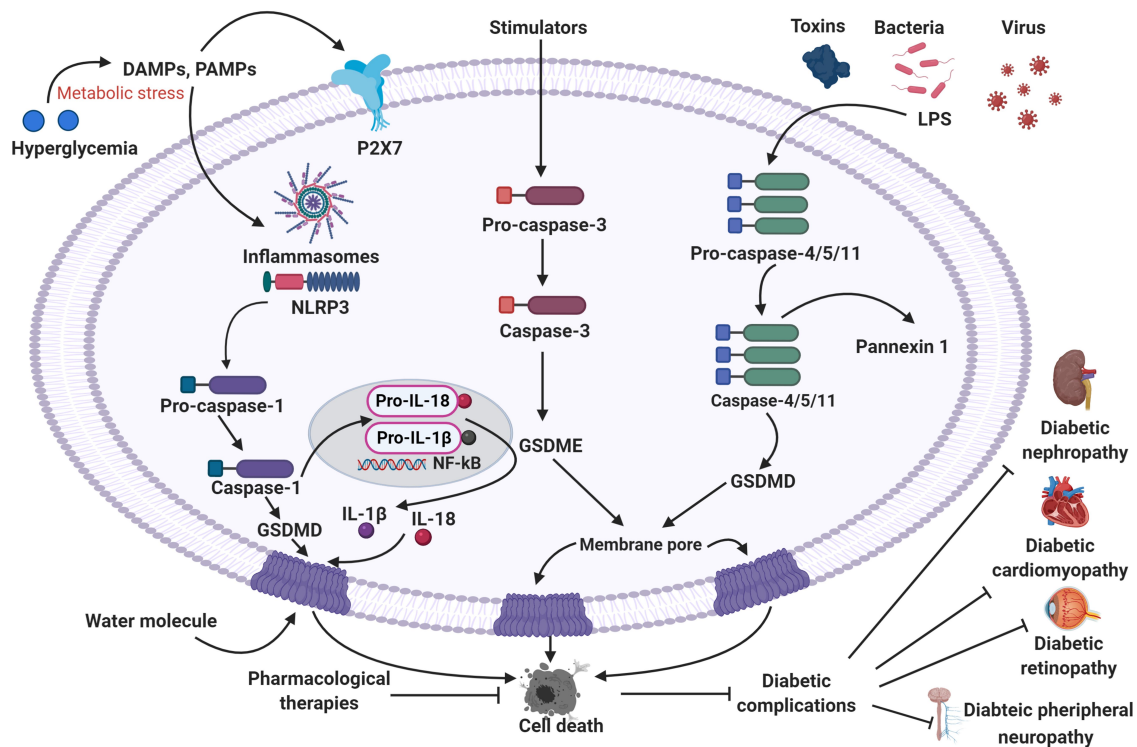 Stimulators
Toxins
Bacteria
Virus
DAMPs, PAMPs
Metabolic stress
Hyperglycemia
P2X7
LPS
Inflammasomes
NLRP3
Pro-caspase-3
Pro-caspase-4/5/11
Caspase-3
Pannexin 1
Pro-caspase-1
Pro-IL-18
Pro-IL-1β
NF-kB
Caspase-4/5/11
Caspase-1
GSDME
GSDMD
IL-1β
IL-18
GSDMD
Membrane pore
Water molecule
Pharmacological
therapies
Cell death
Diabetic
complications
Diabetic
nephropathy
Diabetic
cardiomyopathy
Diabetic
retinopathy
Diabteic pheripheral
neuropathy